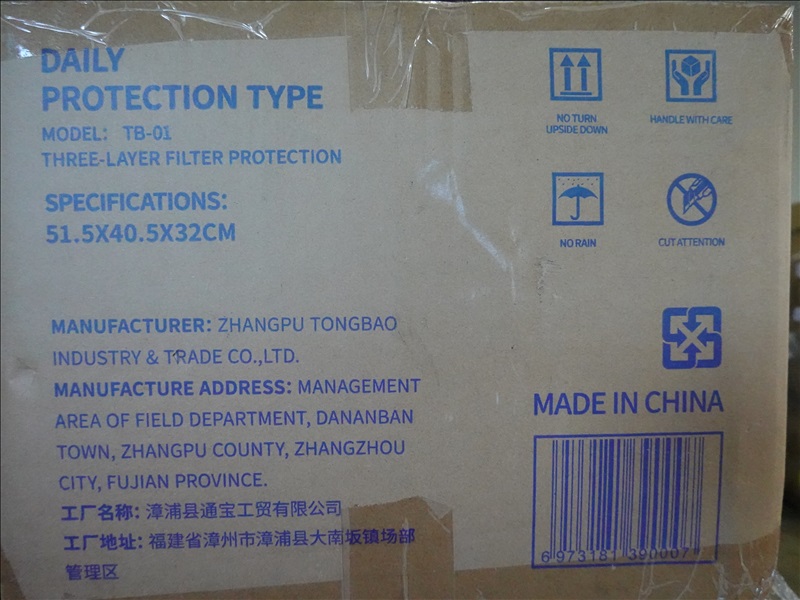 DAILY
PROTECTION TYPE
MODEL: TB-01
THREE-LAYER FILTER PROTECTION
SPECIFICATIONS:
51.5X40.5X32CM
NO TURN
UPSIDE DOWN
HANDLE WITH CARE
NO RAIN
CUT ATTENTION
MANUFACTURER: ZHANGPU TONGBAO
INDUSTRY & TRADE CO.,LTD.
MANUFACTURE ADDRESS: MANAGEMENT
AREA OF FIELD DEPARTMENT, DANANBAN
TOWN, ZHANGPU COUNTY, ZHANGZHOU
CITY, FUJIAN PROVINCE.
工厂名称: 漳浦县通宝工贸有限公司
工厂地址: 福建省漳州市漳浦县大南坂镇场部
管理区
MADE IN CHINA
6 973181 390007